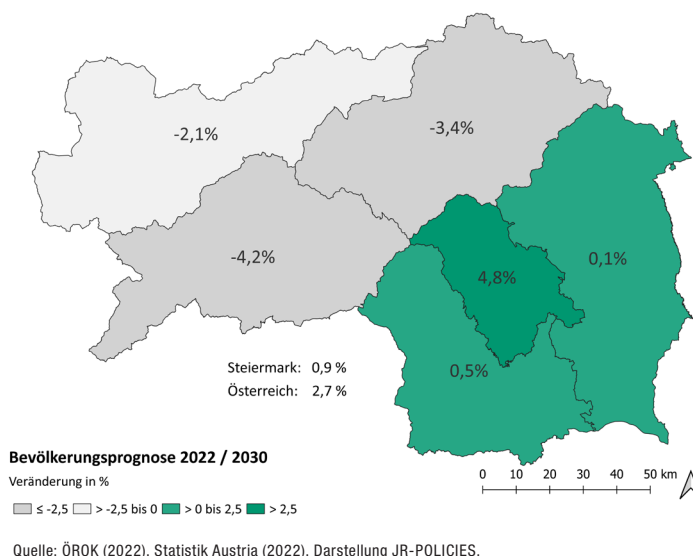 -2,1%
-3,4%
-4,2%
4,8%
0,1%
0,5%
Steiermark: 0,9 %
Österreich: 2,7 %
Bevölkerungsprognose 2022 / 2030
Veränderung in %
≤ -2,5 > -2,5 bis 0 > 0 bis 2,5 > 2,5
0 10 20 30 40 50 km
Quelle: ÖROK (2022), Statistik Austria (2022), Darstellung JR-POLICIES.